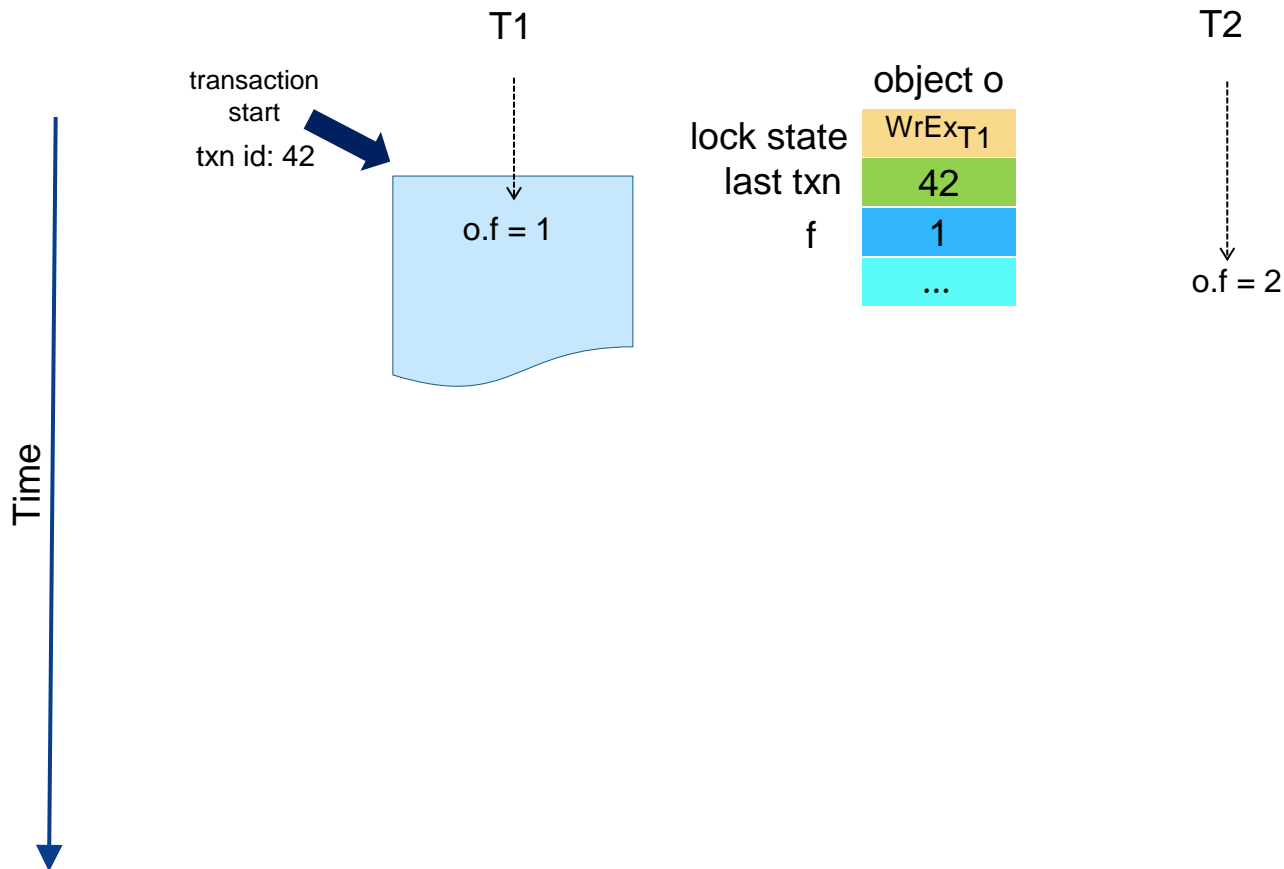 T1
T2
transaction
start
txn id: 42
object o
lock state
WrExT1
last txn
42
o.f = 1
f
1
...
o.f = 2
Time